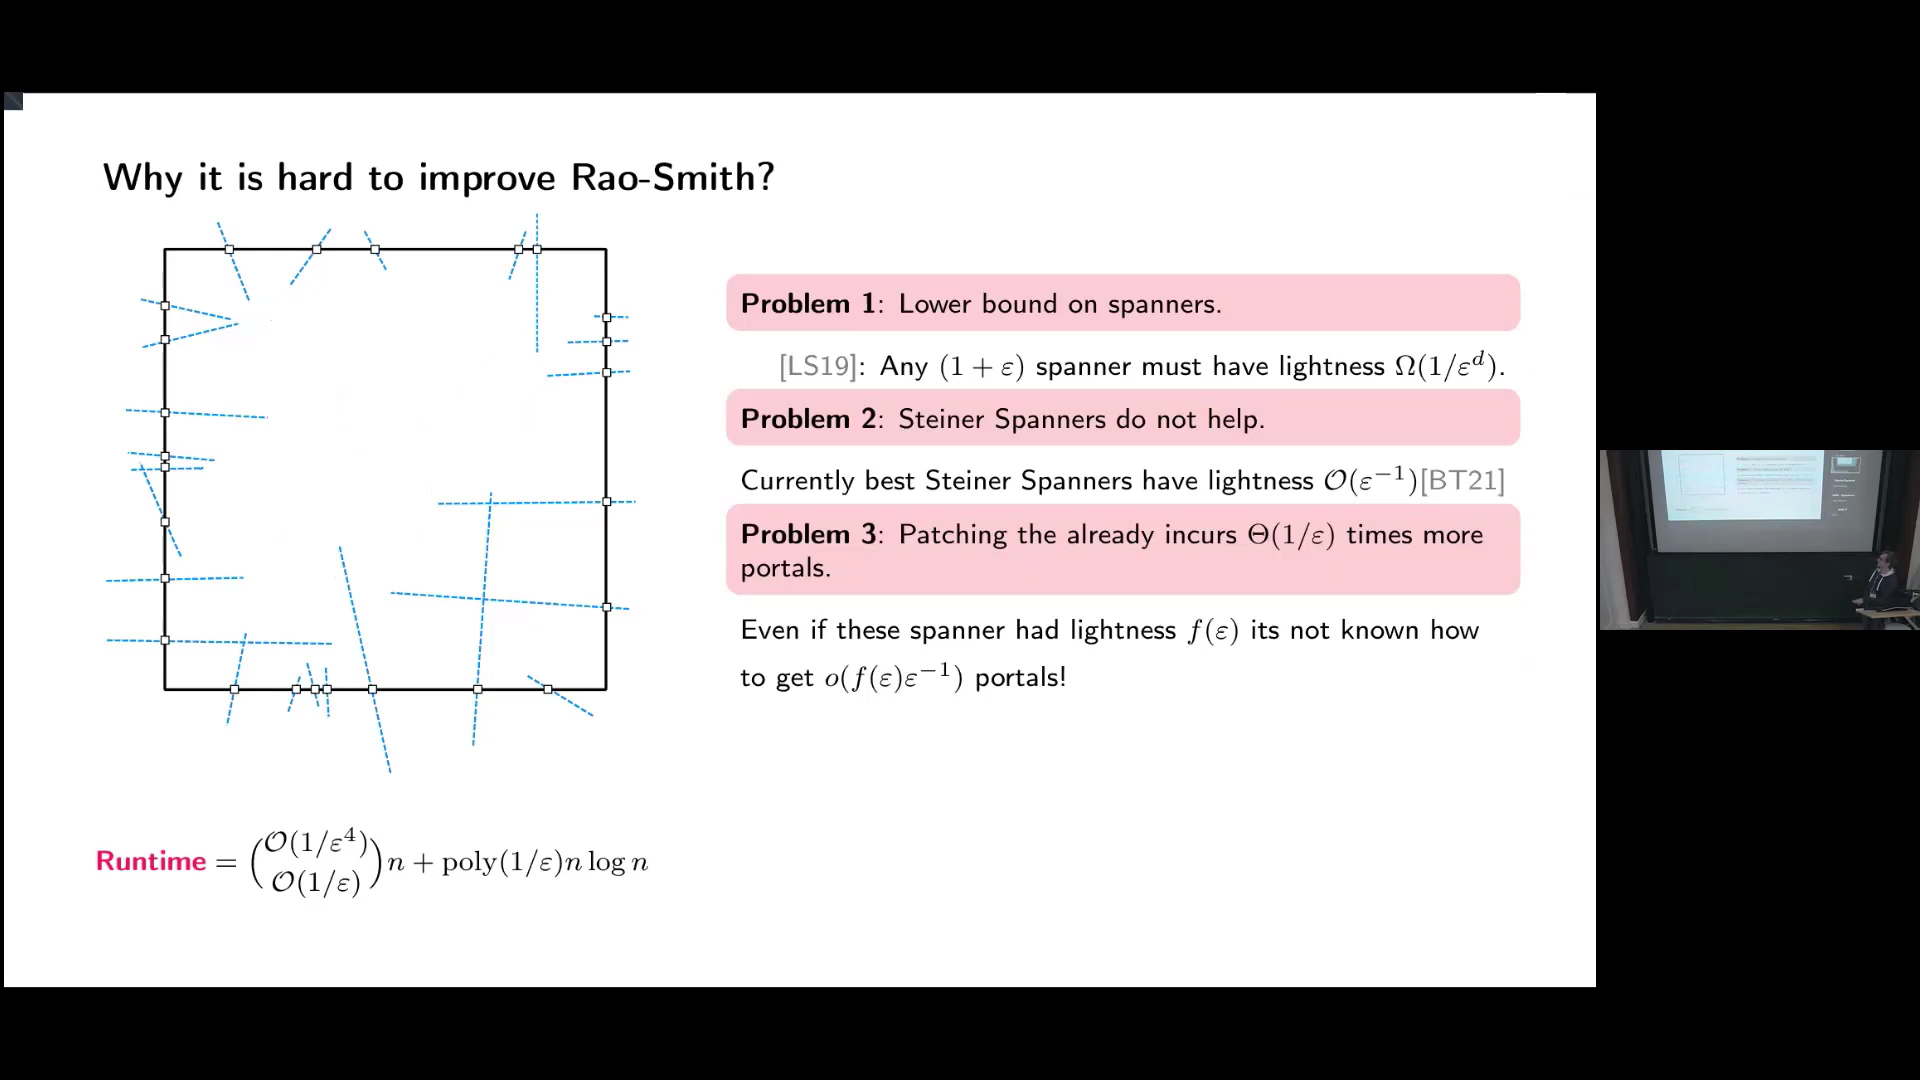 Why it is hard to improve Rao-Smith?
Problem 1: Lower bound on spanners.
[LS19]: Any (1 + ε) spanner must have lightness Ω(1/ε^d).
Problem 2: Steiner Spanners do not help.
Currently best Steiner Spanners have lightness 𝒪(ε⁻¹)[BT21]
Problem 3: Patching the already incurs Θ(1/ε) times more
portals.
Even if these spanner had lightness f(ε) its not known how
to get o(f(ε)ε⁻¹) portals!
Runtime = (𝒪(1/ε⁴) 𝒪(1/ε))n + poly(1/ε)n log n